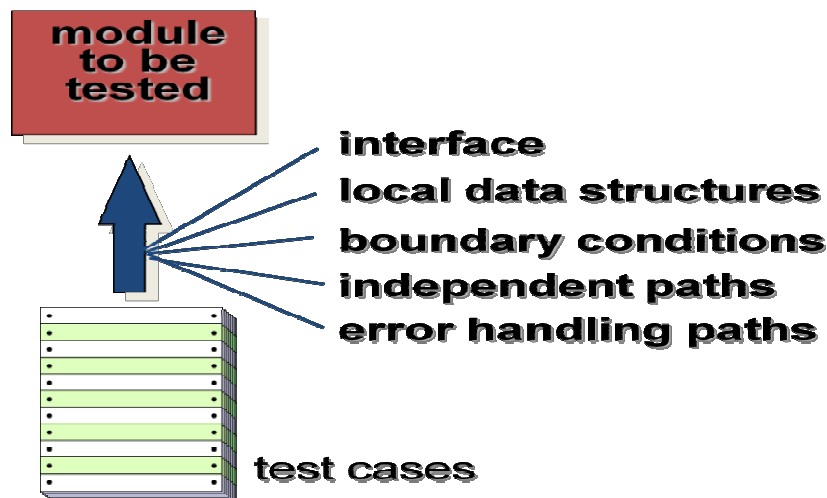 module
to be
tested
interface
local data structures
boundary conditions
independent paths
error handling paths
test cases